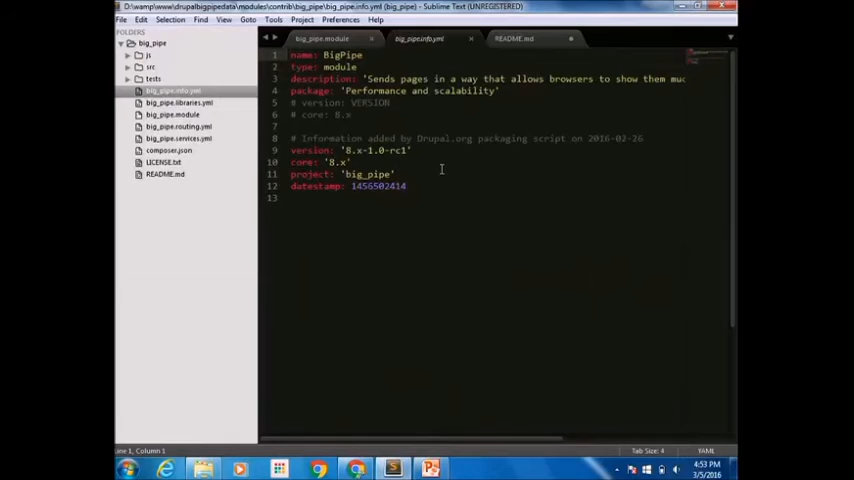 D:\wamp\www\drupalbigpipedata\modules\contrib\big_pipe\big_pipe.info.yml (big_pipe) - Sublime Text (UNREGISTERED)
File Edit Selection Find View Goto Tools Project Preferences Help
FOLDERS
big_pipe
js
src
tests
big_pipe.info.yml
big_pipe.libraries.yml
big_pipe.module
big_pipe.routing.yml
big_pipe.services.yml
composer.json
LICENSE.txt
README.md
big_pipe.module big_pipe.info.yml README.md
1 name: BigPipe
2 type: module
3 description: 'Sends pages in a way that allows browsers to show them muc
4 package: 'Performance and scalability'
5 # version: VERSION
6 # core: 8.x
7
8 # Information added by Drupal.org packaging script on 2016-02-26
9 version: '8.x-1.0-rc1'
10 core: '8.x'
11 project: 'big_pipe'
12 datestamp: 1456502414
13
Line 1, Column 1 Tab Size: 4 YAML
4:53 PM
3/5/2016